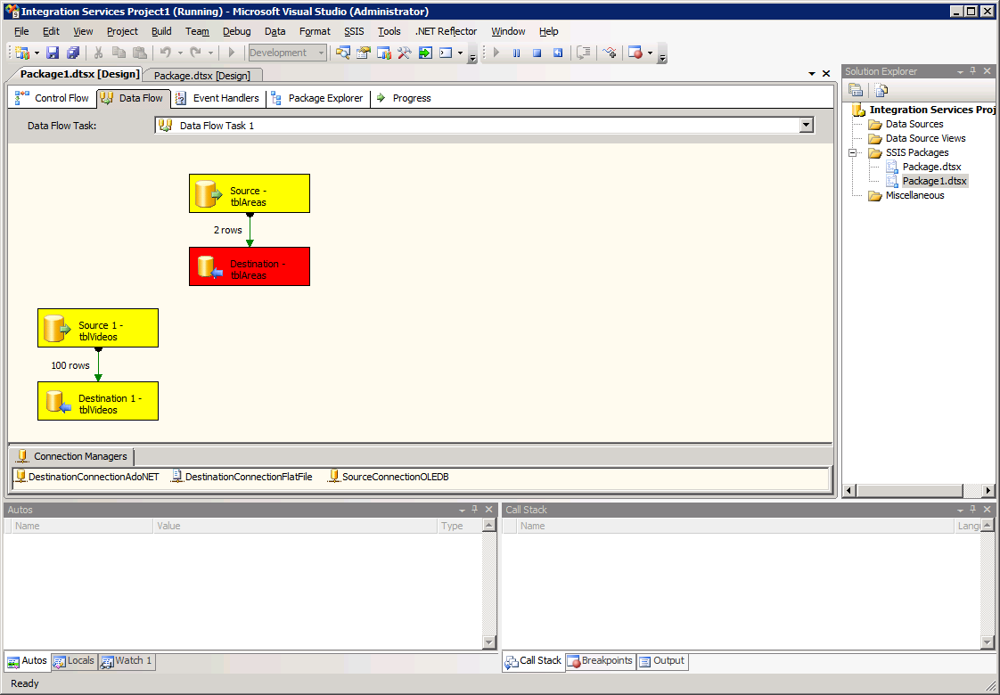 Integration Services Project1 (Running) - Microsoft Visual Studio (Administrator)
File Edit View Project Build Team Debug Data Format SSIS Tools .NET Reflector Window Help
Development
Package1.dtsx [Design] Package.dtsx [Design]
Control Flow Data Flow Event Handlers Package Explorer Progress
Data Flow Task: Data Flow Task 1
Source -
tblAreas
2 rows
Destination -
tblAreas
Source 1 -
tblVideos
100 rows
Destination 1 -
tblVideos
Connection Managers
DestinationConnectionAdoNET DestinationConnectionFlatFile SourceConnectionOLEDB
Solution Explorer
Integration Services Proj
Data Sources
Data Source Views
SSIS Packages
Package.dtsx
Package1.dtsx
Miscellaneous
Autos
Name Value Type
Autos Locals Watch 1
Call Stack
Name Langu
Call Stack Breakpoints Output
Ready